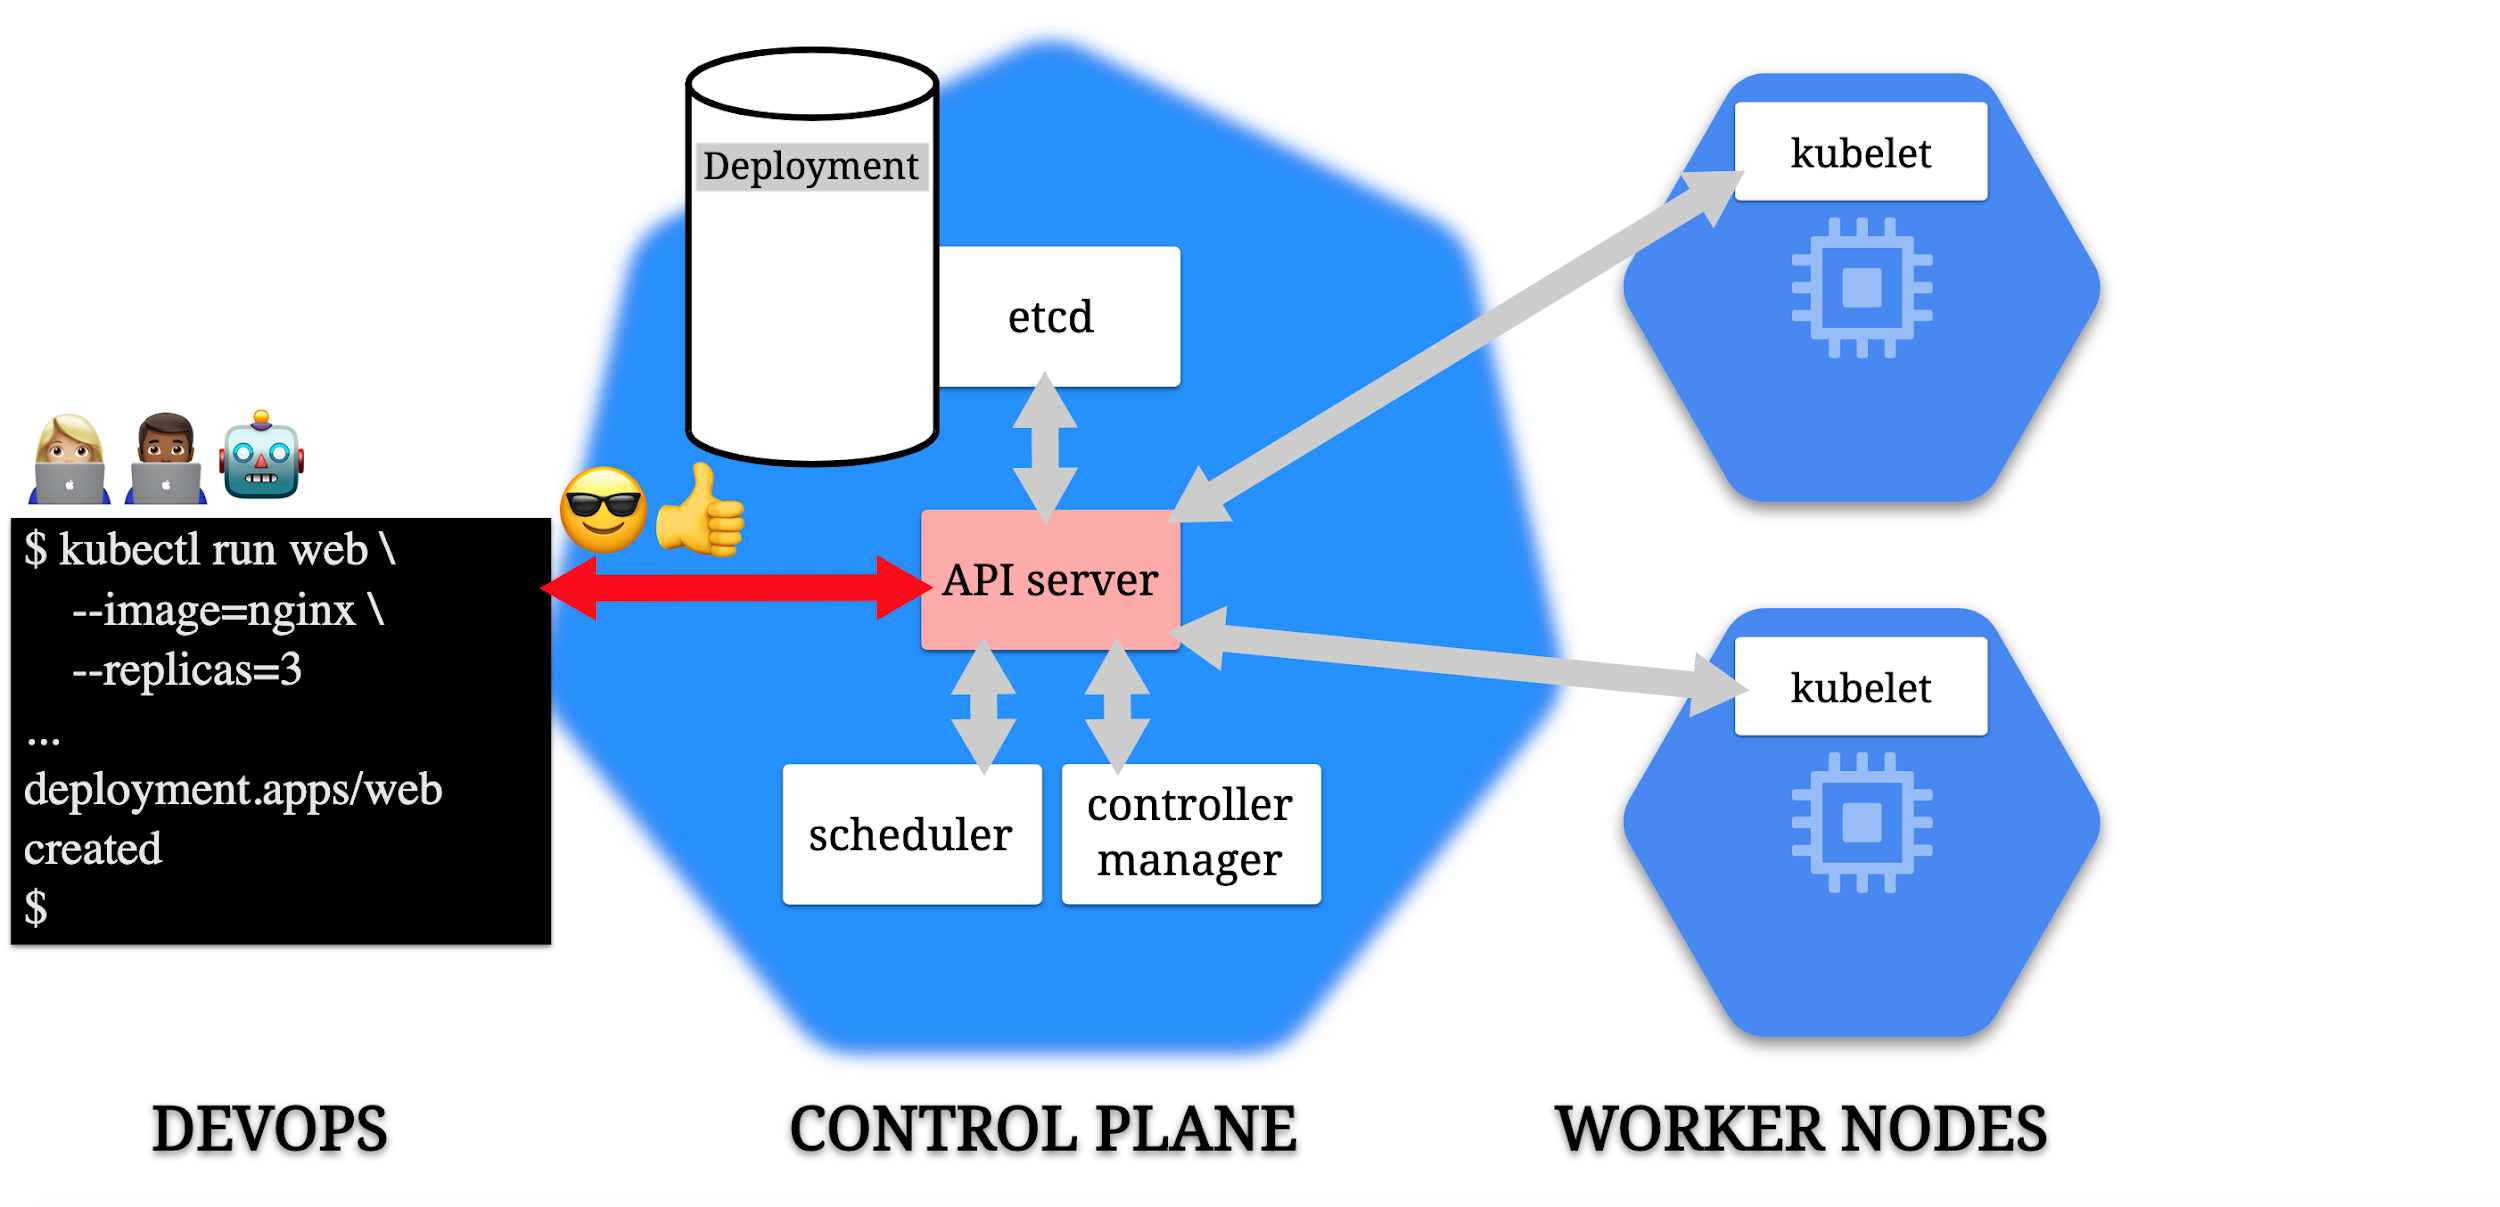 Deployment
etcd
kubelet
$ kubectl run web \
--image=nginx \
--replicas=3
...
deployment.apps/web
created
$
API server
scheduler
controller
manager
kubelet
DEVOPS
CONTROL PLANE
WORKER NODES